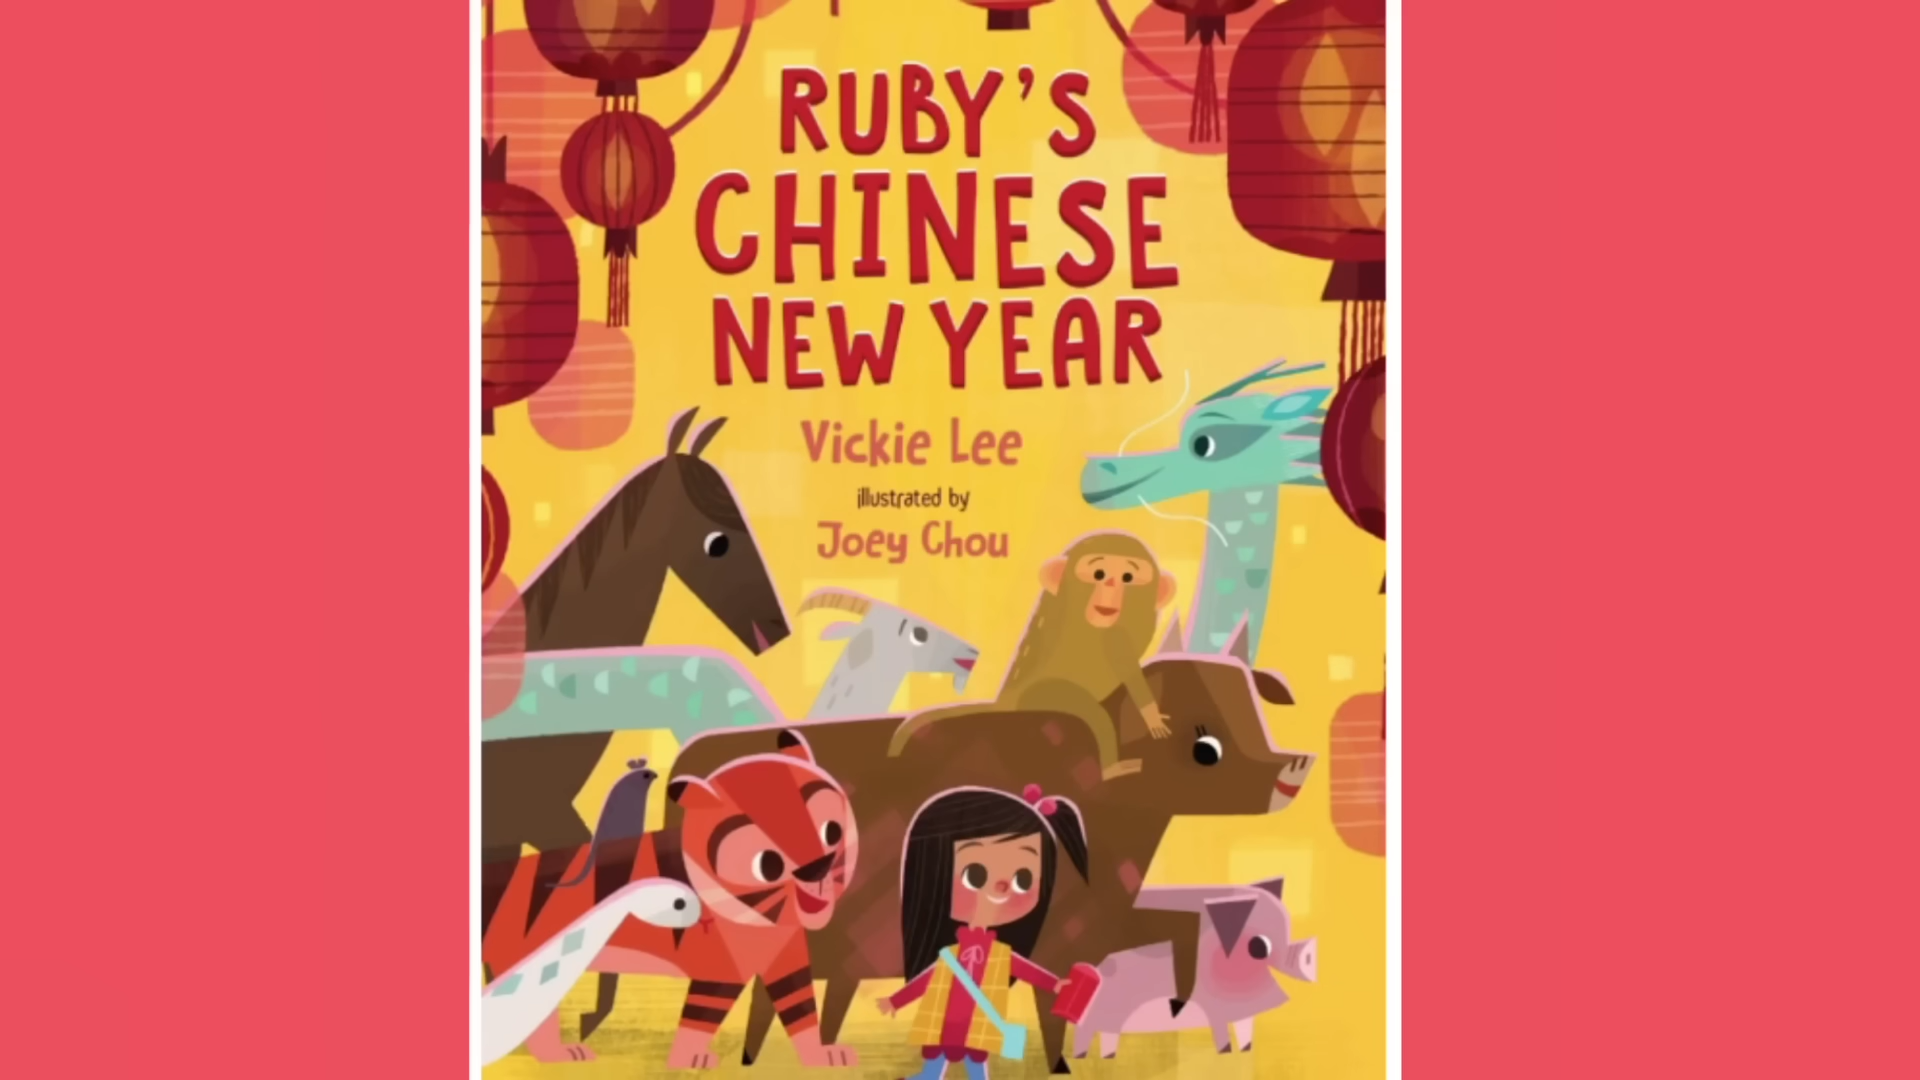 RUBY'S
CHINESE
NEW YEAR
Vickie Lee
illustrated by
Joey Chou